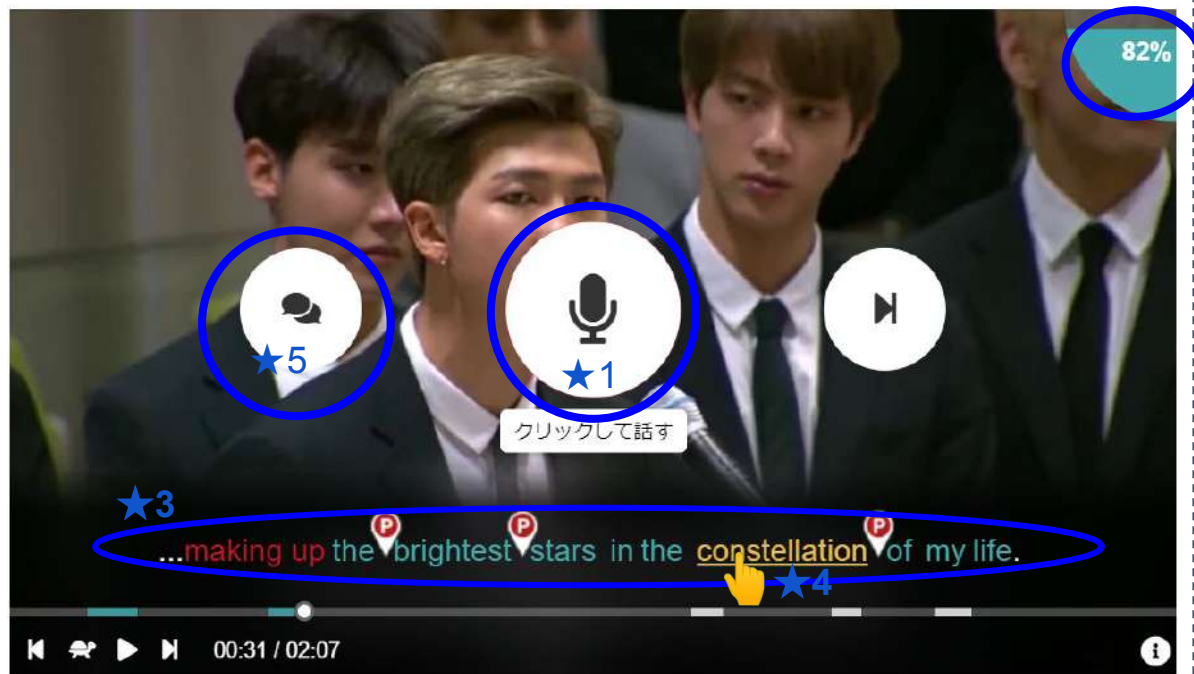 82%
★5
★1
クリックして話す
★3
P P P
...making up the brightest stars in the constellation of my life.
★4
00:31 / 02:07
i